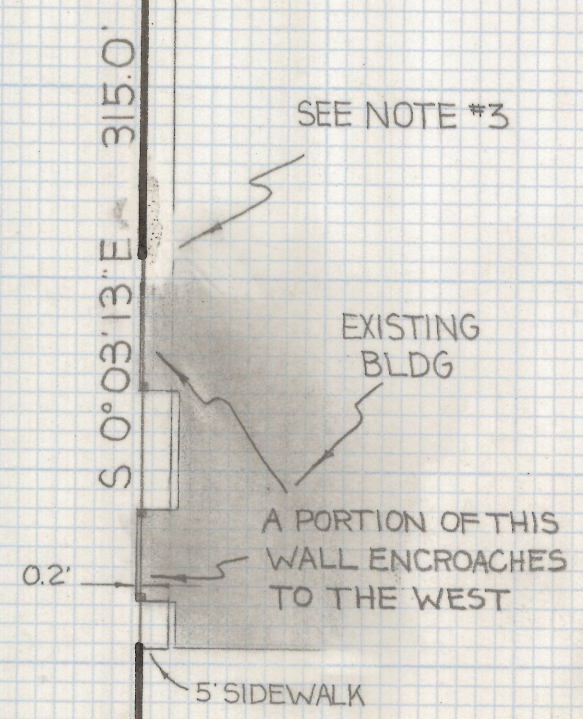 S 0°03'13"E 315.0'
SEE NOTE #3
EXISTING
BLDG
A PORTION OF THIS
WALL ENCROACHES
TO THE WEST
0.2'
5' SIDEWALK